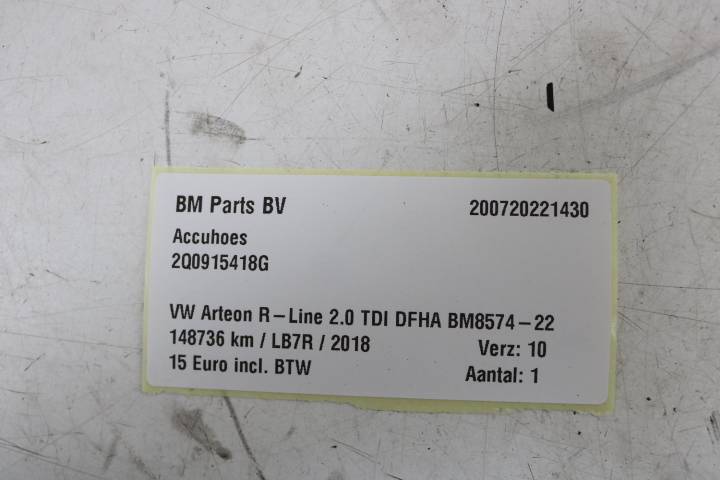 BM Parts BV 200720221430
Accuhoes
2Q0915418G
VW Arteon R-Line 2.0 TDI DFHA BM8574-22
148736 km / LB7R / 2018 Verz: 10
15 Euro incl. BTW Aantal: 1